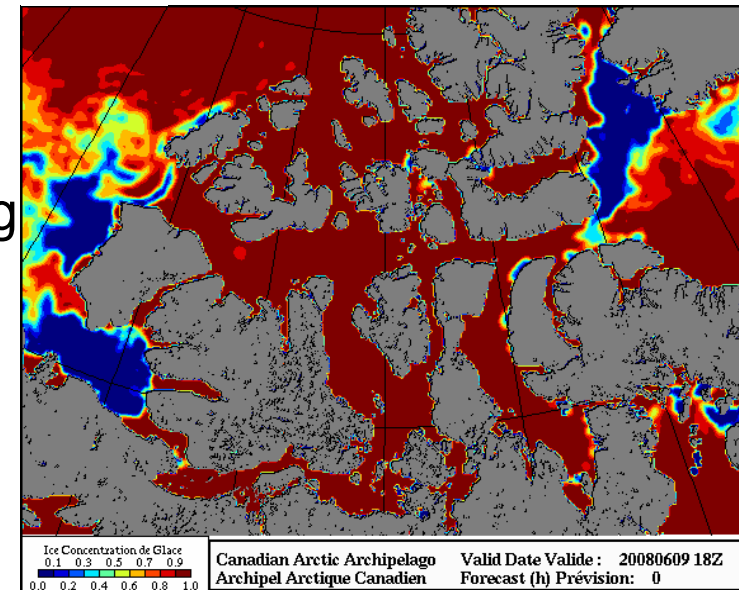 g
Ice Concentration de Glace
0.1 0.3 0.5 0.7 0.9
0.0 0.2 0.4 0.6 0.8 1.0
Canadian Arctic Archipelago Valid Date Valide : 20080609 18Z
Archipel Arctique Canadien Forecast (h) Prévision: 0